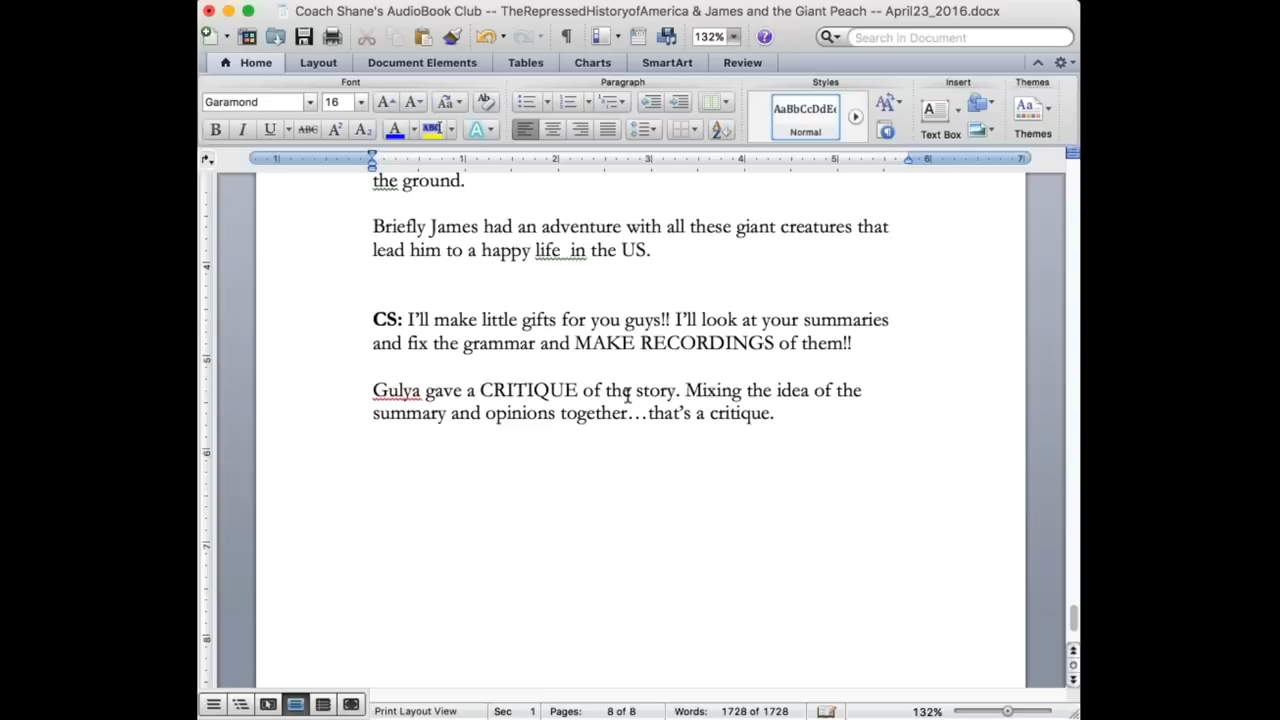 Coach Shane's AudioBook Club -- TheRepressedHistoryofAmerica & James and the Giant Peach -- April23_2016.docx
132% Search in Document
Home Layout Document Elements Tables Charts SmartArt Review
Font Paragraph Styles Insert Themes
Garamond 16 AaBbCcDdEe Normal Text Box Themes
the ground.
Briefly James had an adventure with all these giant creatures that
lead him to a happy life  in the US.
CS: I'll make little gifts for you guys!! I'll look at your summaries
and fix the grammar and MAKE RECORDINGS of them!!
Gulya gave a CRITIQUE of the story. Mixing the idea of the
summary and opinions together…that's a critique.
Print Layout View Sec 1 Pages: 8 of 8 Words: 1728 of 1728 132%